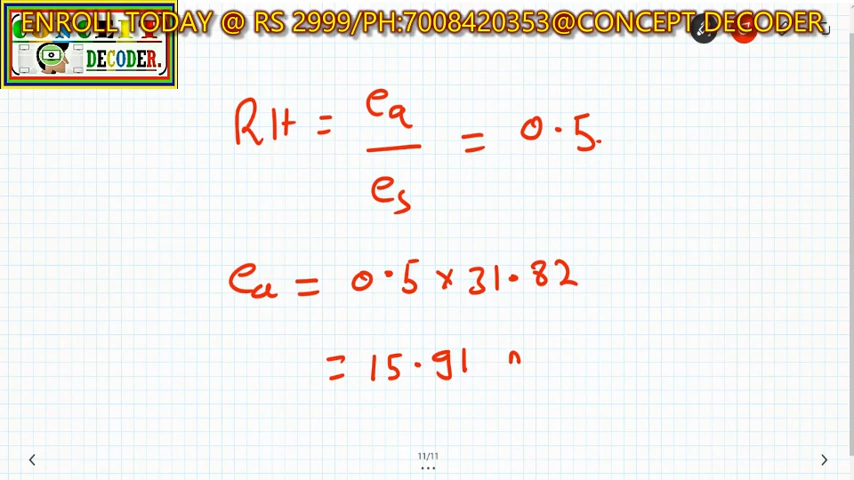 ENROLL TODAY @ RS 2999/PH:7008420353@CONCEPT DECODER
DECODER.
RH = ea / es = 0.5.
ea = 0.5 × 31.82
= 15.91
11/11